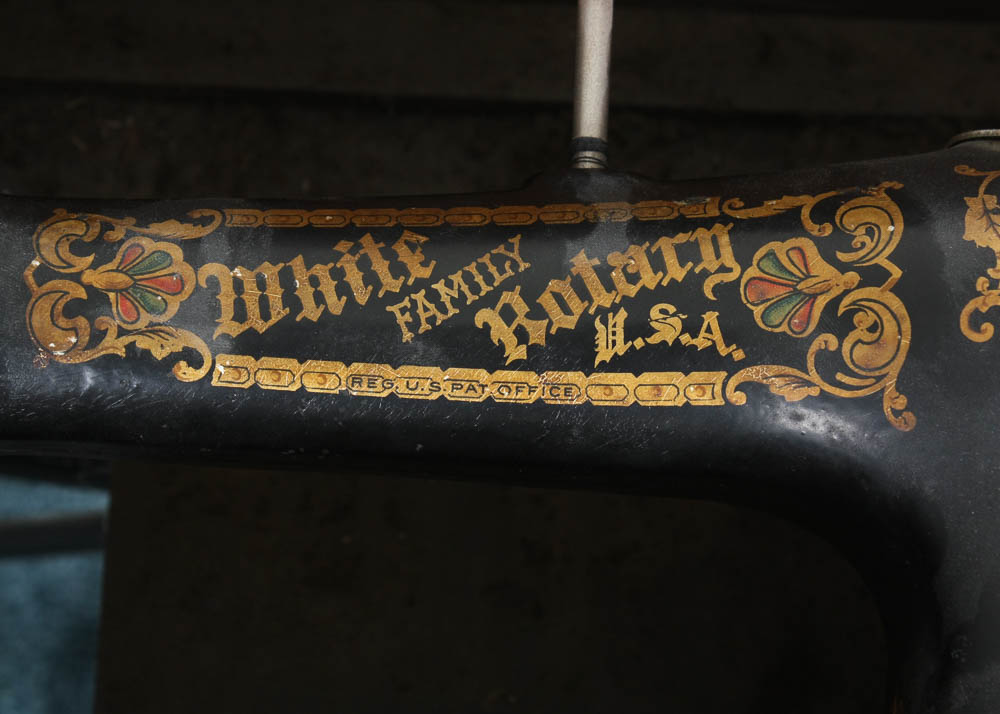 White
FAMILY
Rotary
U.S.A.
REG. U.S. PAT. OFFICE